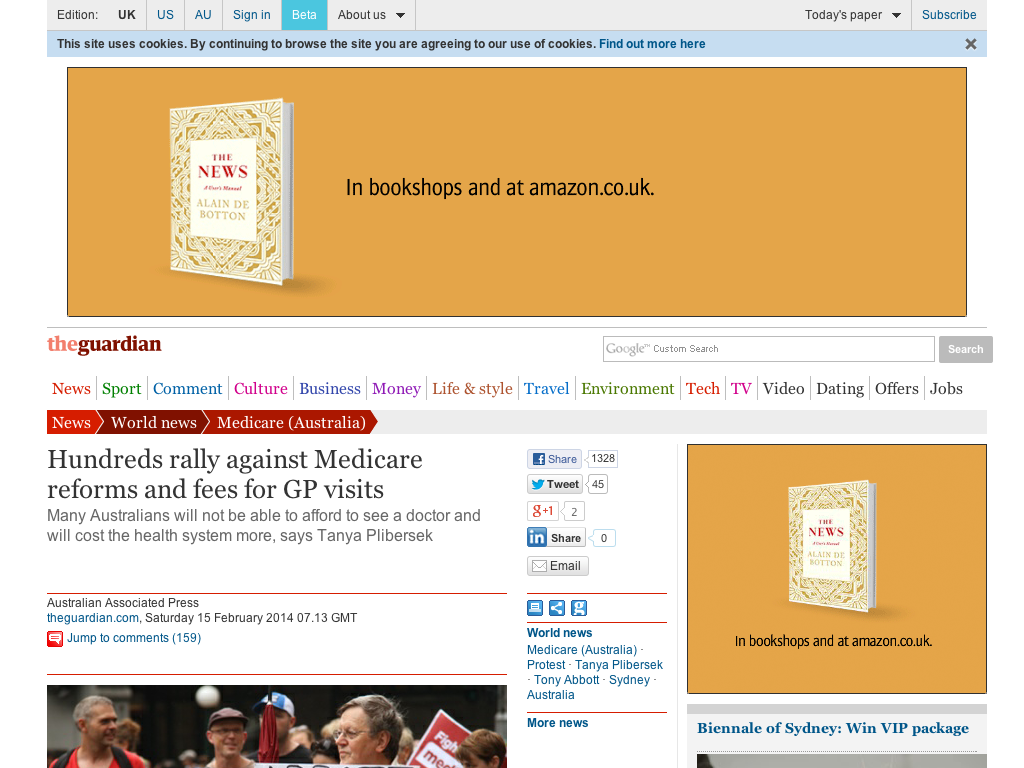 Edition: UK US AU Sign in Beta About us Today's paper Subscribe
This site uses cookies. By continuing to browse the site you are agreeing to our use of cookies. Find out more here
THE
NEWS
A User's Manual
ALAIN DE
BOTTON
In bookshops and at amazon.co.uk.
theguardian
Google™ Custom Search Search
News Sport Comment Culture Business Money Life & style Travel Environment Tech TV Video Dating Offers Jobs
News World news Medicare (Australia)
Hundreds rally against Medicare
reforms and fees for GP visits
Many Australians will not be able to afford to see a doctor and
will cost the health system more, says Tanya Plibersek
Australian Associated Press
theguardian.com, Saturday 15 February 2014 07.13 GMT
Jump to comments (159)
Share 1328
Tweet 45
g+1 2
in Share 0
Email
World news
Medicare (Australia) ·
Protest · Tanya Plibersek
· Tony Abbott · Sydney ·
Australia
More news
THE
NEWS
A User's Manual
ALAIN DE
BOTTON
In bookshops and at amazon.co.uk.
Biennale of Sydney: Win VIP package